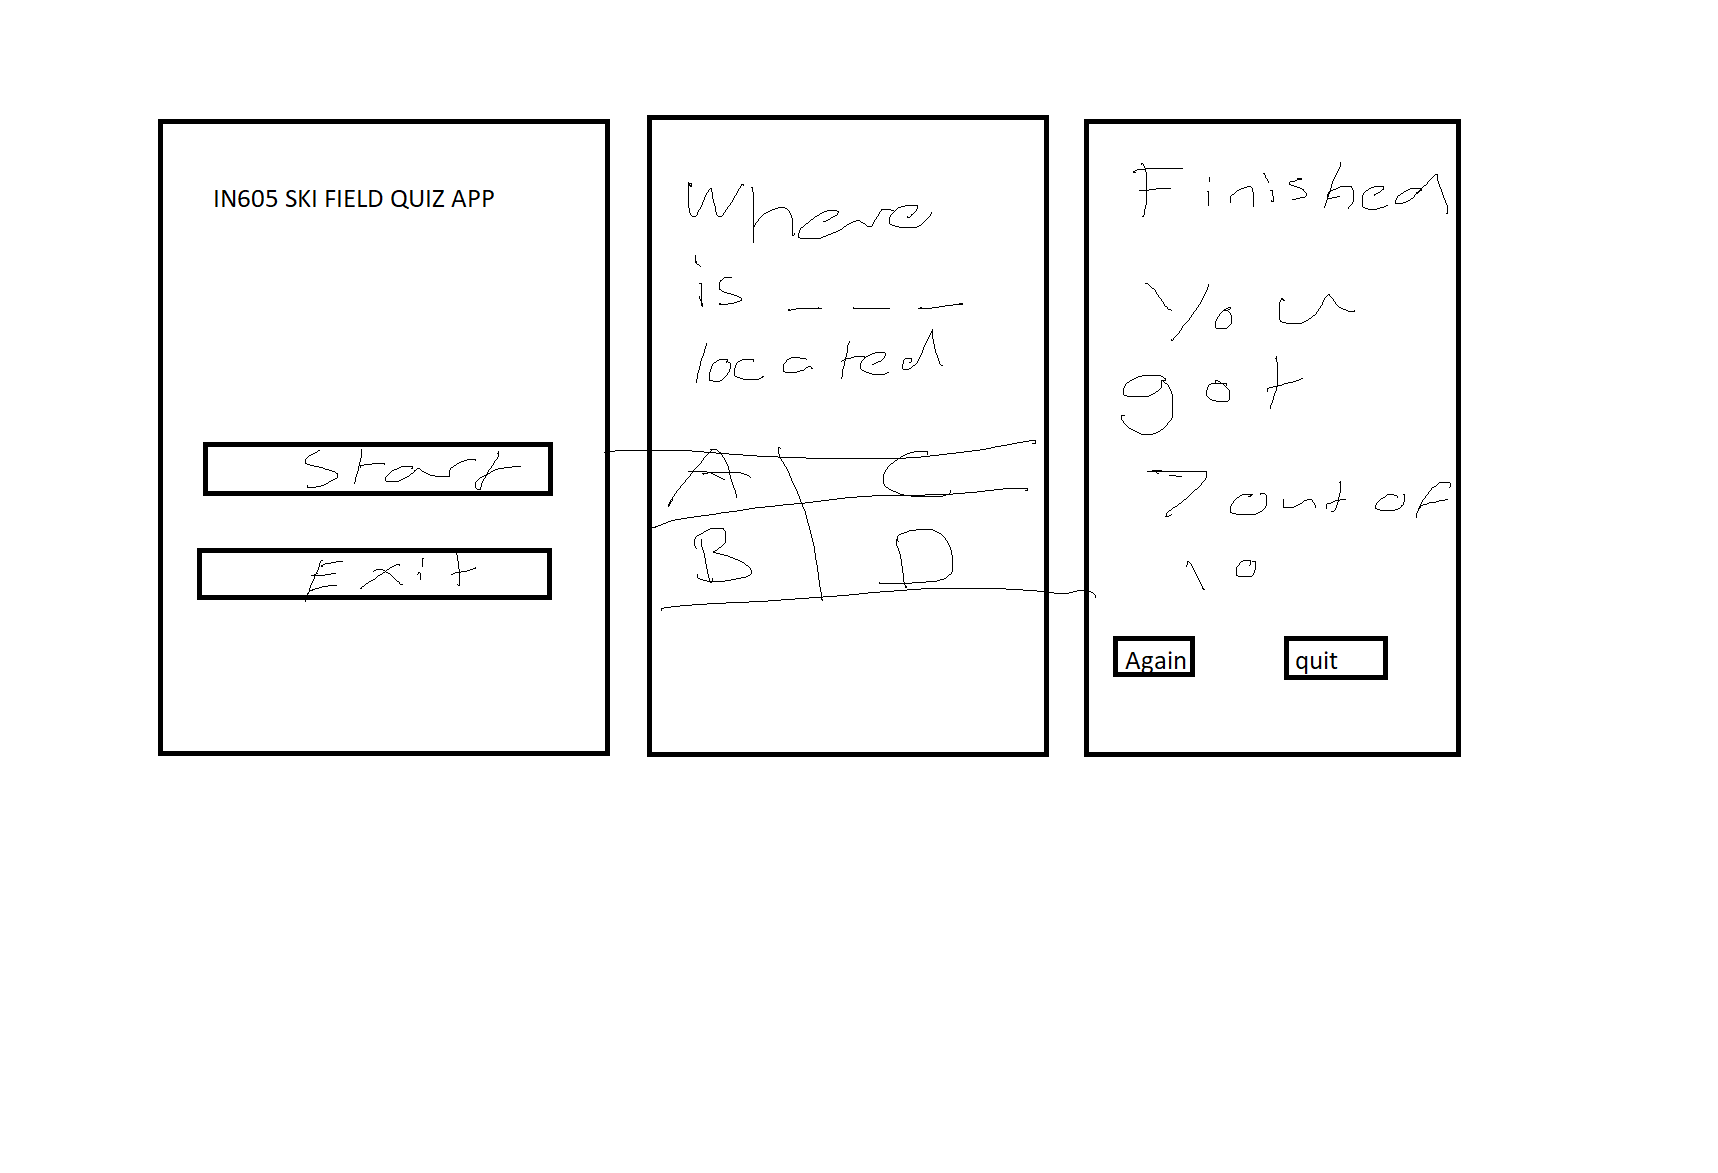 IN605 SKI FIELD QUIZ APP
Start
Exit
Where
is _ _ _
located
A C
B D
Finished
You
got
7 out of
10
Again quit